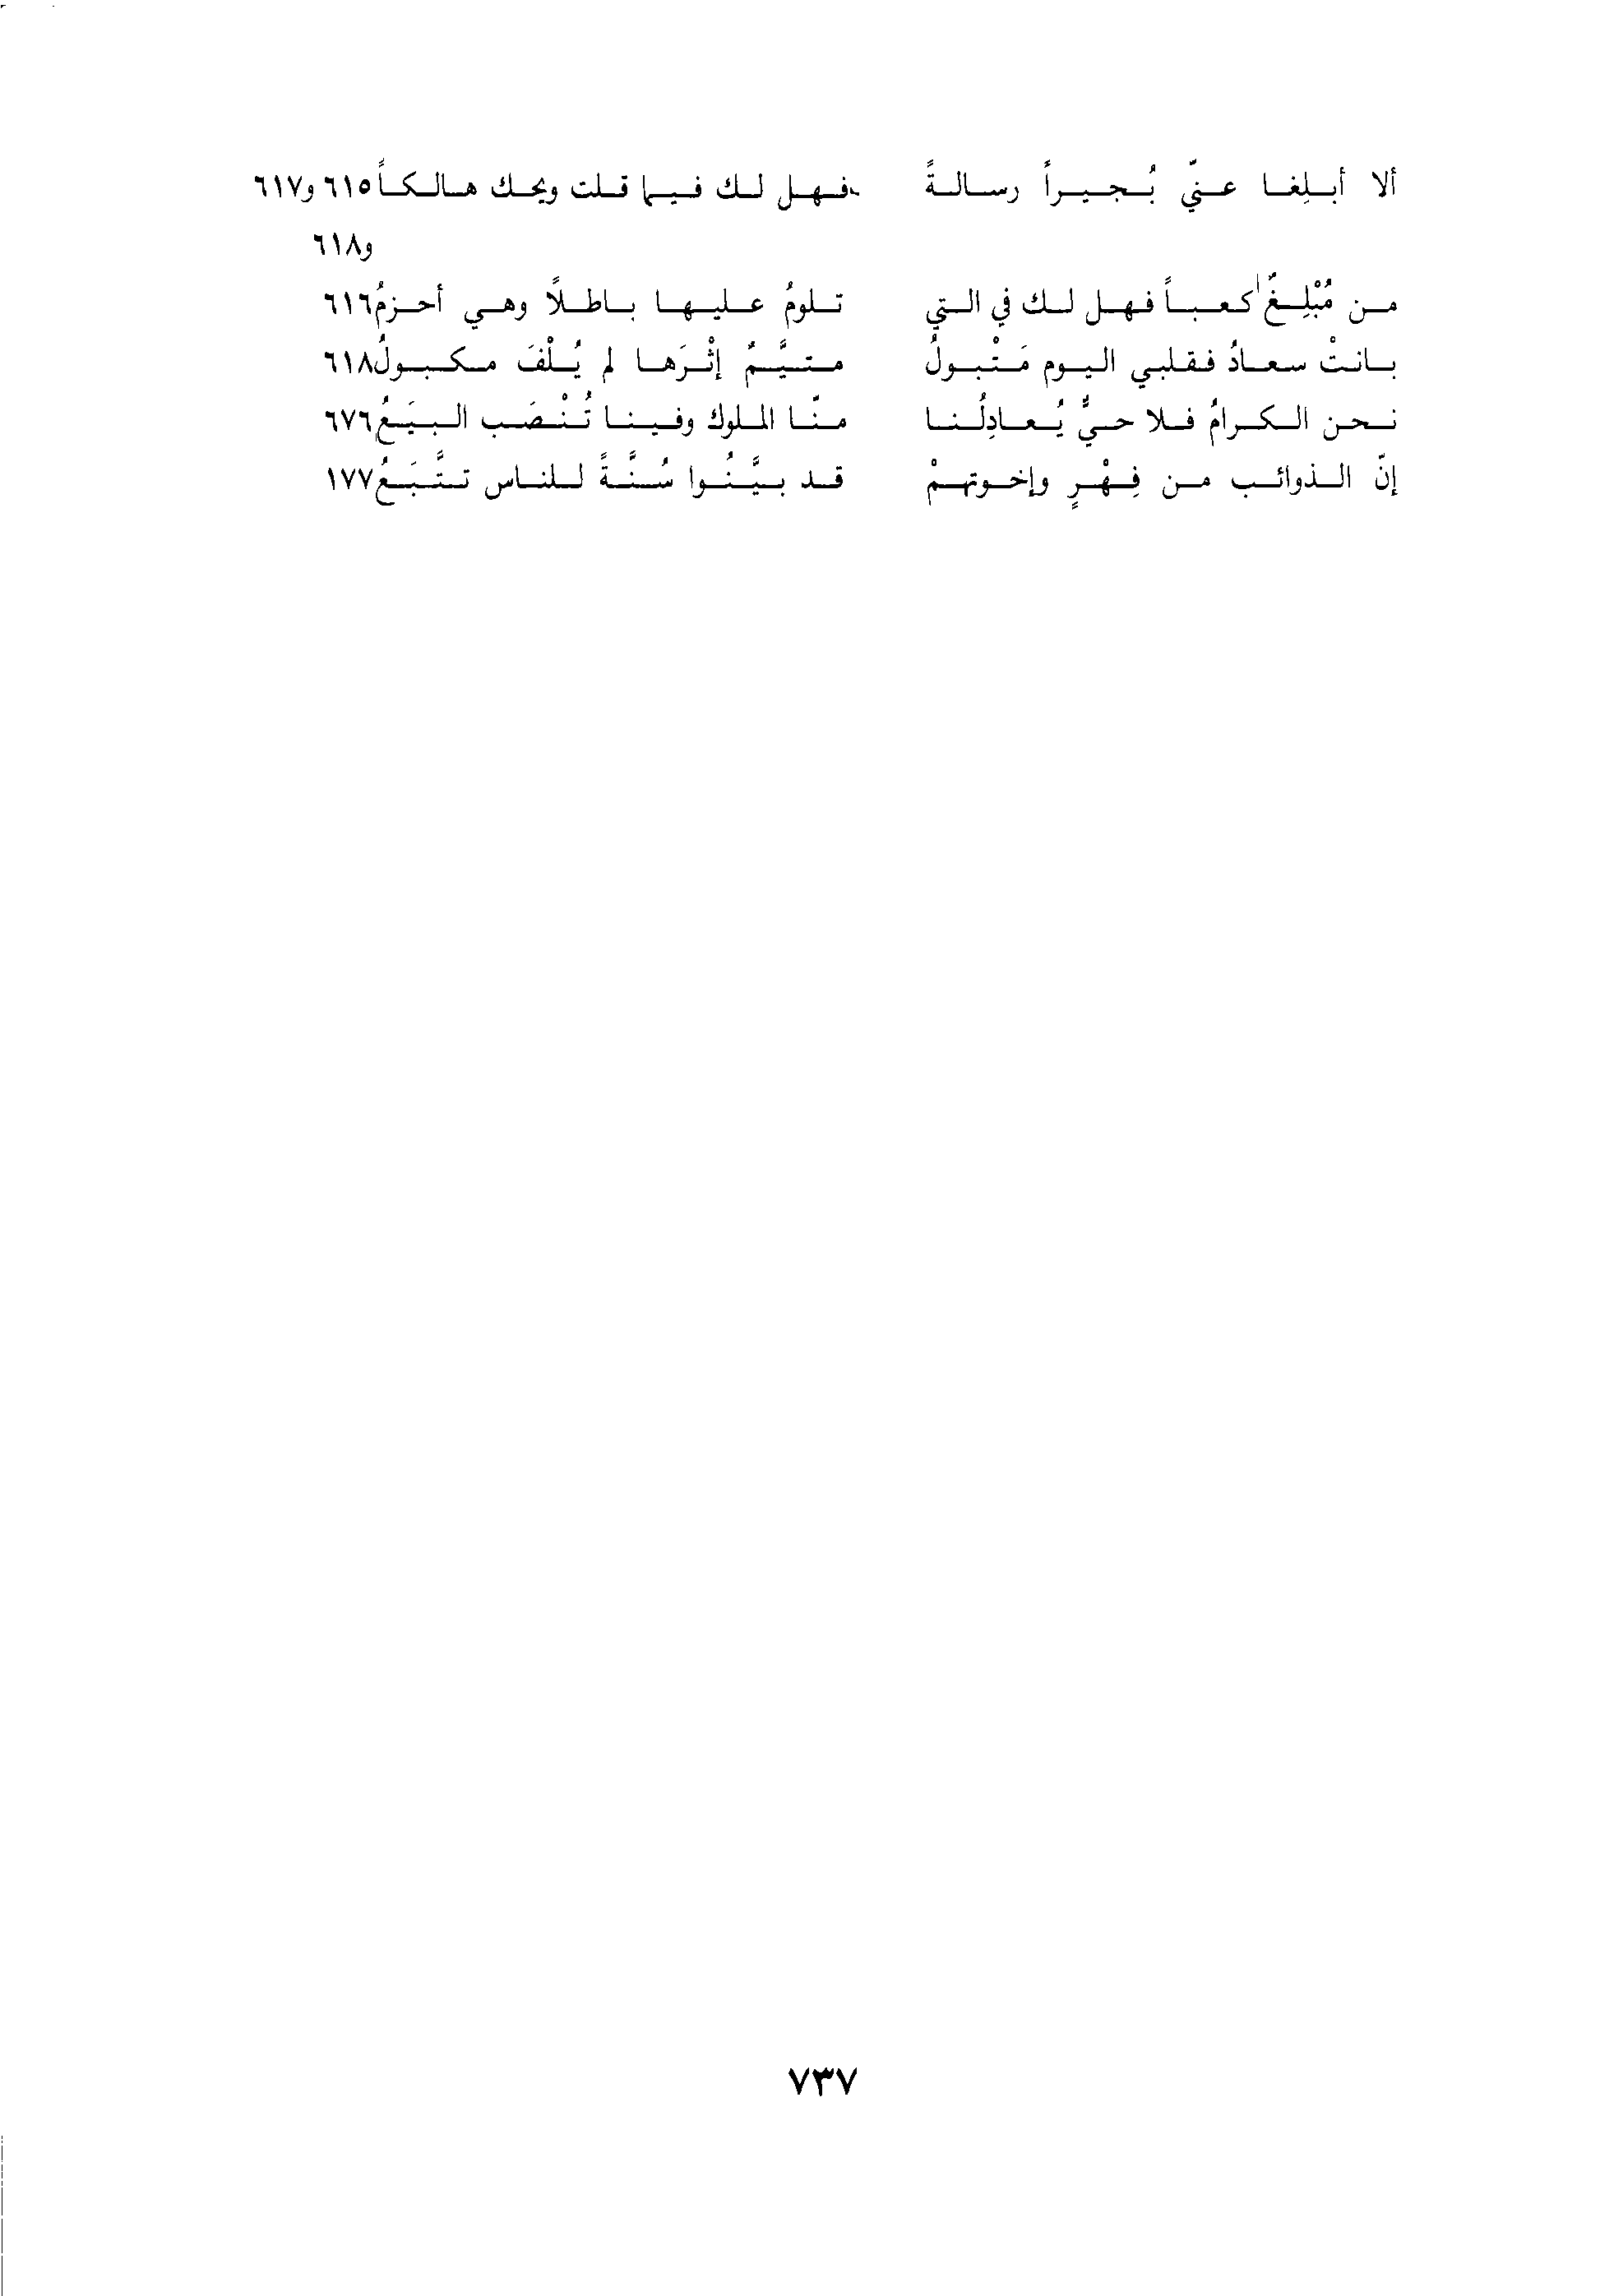 ألا أبلِغا عنّي بُجيراً رسالةً فهل لك فيما قلت ويحك هالكاً ٦١٥ و٦١٧
و٦١٨
من مُبْلِغٌ كعباً فهل لك في التي تلومُ عليها باطلًا وهي أحزمُ ٦١٦
بانتْ سعادُ فقلبي اليوم مَتْبولُ متيَّمٌ إثْرَها لم يُلْفَ مكبولُ ٦١٨
نحن الكرامُ فلا حيٌّ يُعادِلُنا منّا الملوك وفينا تُنْصَب البيَعُ ٦٧٦
إنّ الذوائب من فِهْرٍ وإخوتهمْ قد بيَّنُوا سُنَّةً للناس تتَّبَعُ ١٧٧
٧٣٧